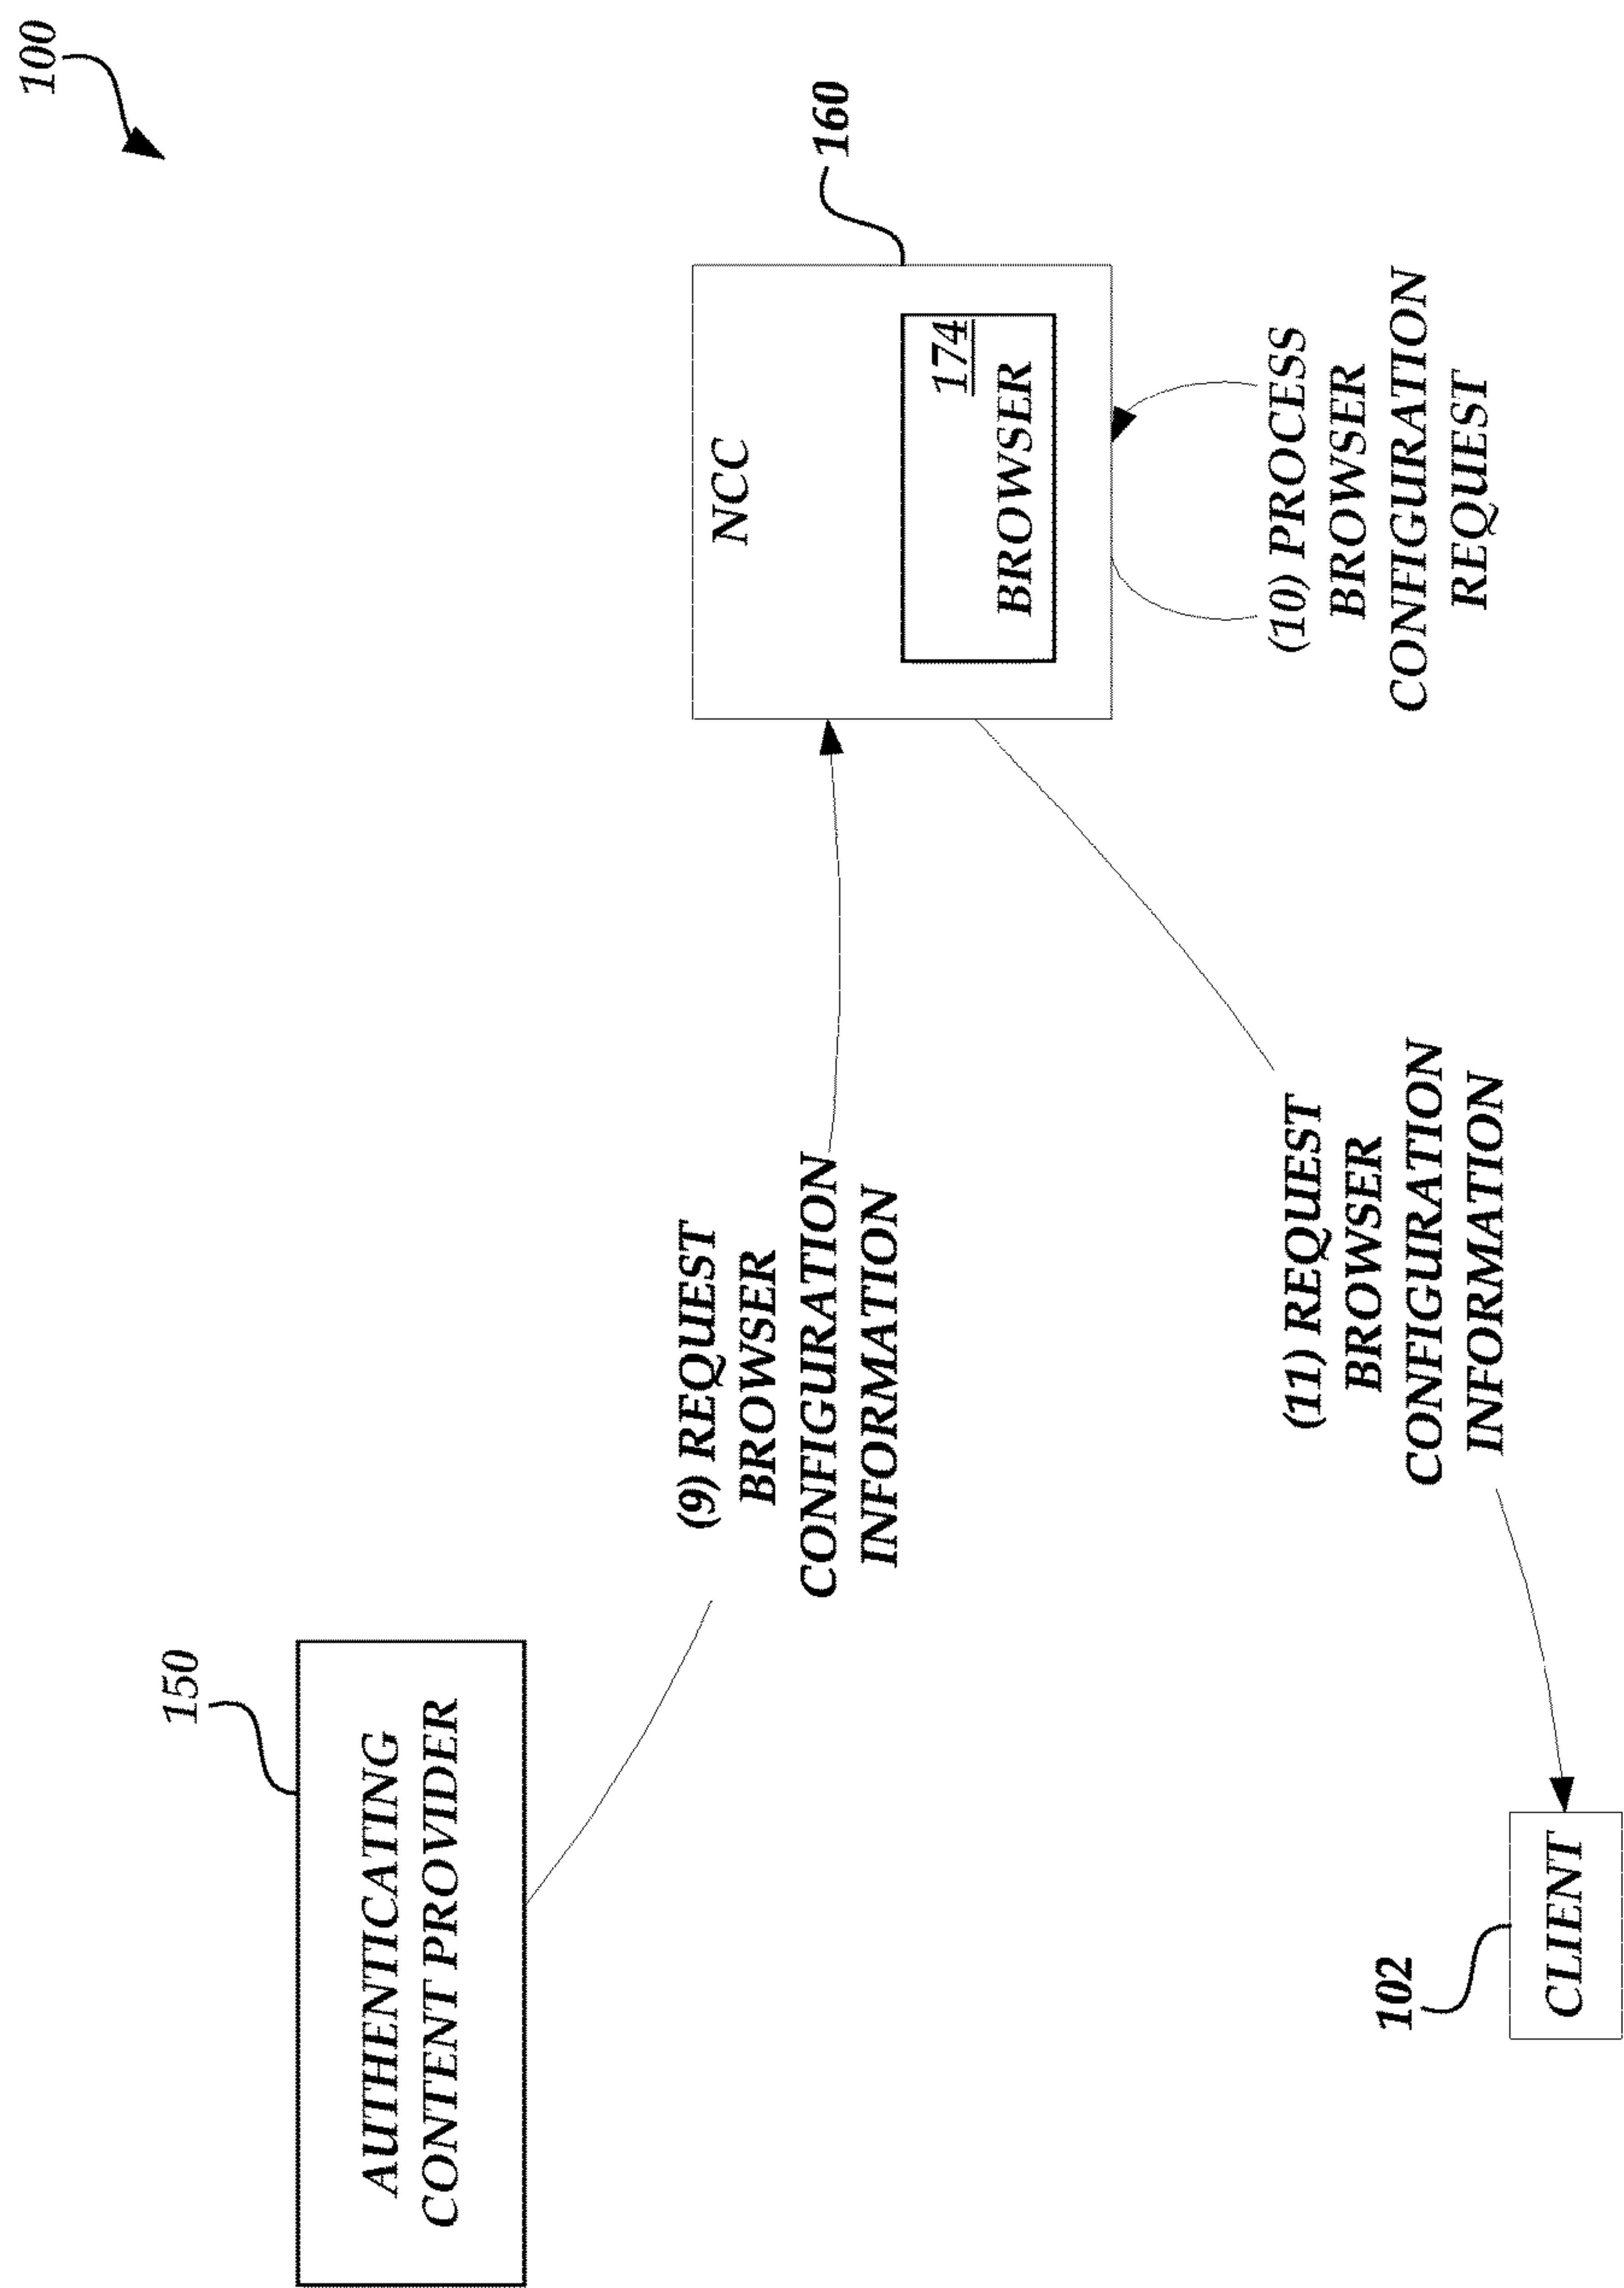 100
150
AUTHENTICATING
CONTENT PROVIDER
(9) REQUEST
BROWSER
CONFIGURATION
INFORMATION
NCC
160
174
BROWSER
(10) PROCESS
BROWSER
CONFIGURATION
REQUEST
(11) REQUEST
BROWSER
CONFIGURATION
INFORMATION
102
CLIENT